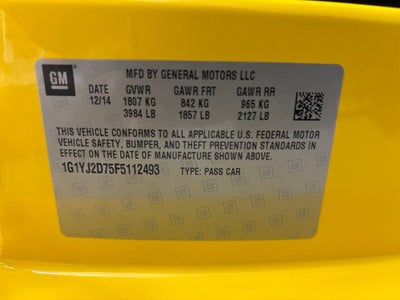 GM
MFD BY GENERAL MOTORS LLC
DATE GVWR GAWR FRT GAWR RR
12/14 1807 KG 842 KG 965 KG
3984 LB 1857 LB 2127 LB
THIS VEHICLE CONFORMS TO ALL APPLICABLE U.S. FEDERAL MOTOR
VEHICLE SAFETY, BUMPER, AND THEFT PREVENTION STANDARDS IN
EFFECT ON THE DATE OF MANUFACTURE SHOWN ABOVE.
1G1YJ2D75F5112493 TYPE: PASS CAR